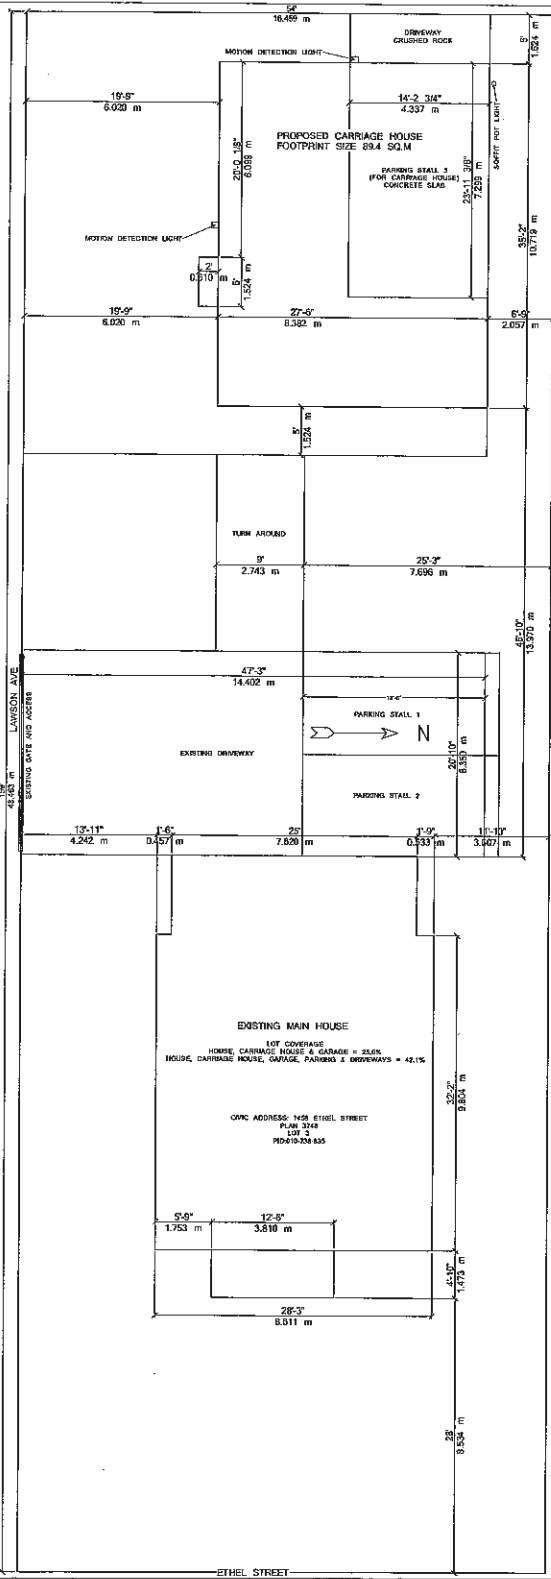 54'
16.459 m
DRIVEWAY
CRUSHED ROCK
5'
1.524 m
MOTION DETECTION LIGHT
19'-9"
6.020 m
14'-2 3/4"
4.337 m
SOFFIT POT LIGHT
PROPOSED CARRIAGE HOUSE
FOOTPRINT SIZE 89.4 SQ.M
20'-0 1/8"
6.099 m
PARKING STALL 3
(FOR CARRIAGE HOUSE)
CONCRETE SLAB
23'-11 3/8"
7.299 m
35'-2"
10.719 m
MOTION DETECTION LIGHT
2'
0.610 m
5'
1.524 m
19'-9"
6.020 m
27'-6"
8.382 m
6'-9"
2.057 m
5'
1.524 m
TURN AROUND
9'
2.743 m
25'-3"
7.696 m
45'-10"
13.970 m
47'-3"
14.402 m
LAWSON AVE
EXISTING GATE AND ACCESS
PARKING STALL 1
N
EXISTING DRIVEWAY
20'-10"
6.350 m
PARKING STALL 2
13'-11"
4.242 m
1'-6"
0.457 m
25'
7.620 m
1'-9"
0.533 m
11'-10"
3.607 m
EXISTING MAIN HOUSE
LOT COVERAGE
HOUSE, CARRIAGE HOUSE & GARAGE =
HOUSE, CARRIAGE HOUSE, GARAGE, PARKING & DRIVEWAYS = 42.1%
32'-2"
9.804 m
CIVIC ADDRESS: 1458 ETHEL STREET
PLAN 3748
LOT 3
5'-9"
1.753 m
12'-6"
3.810 m
4'-10"
1.473 m
28'-3"
8.611 m
28'
8.534 m
ETHEL STREET